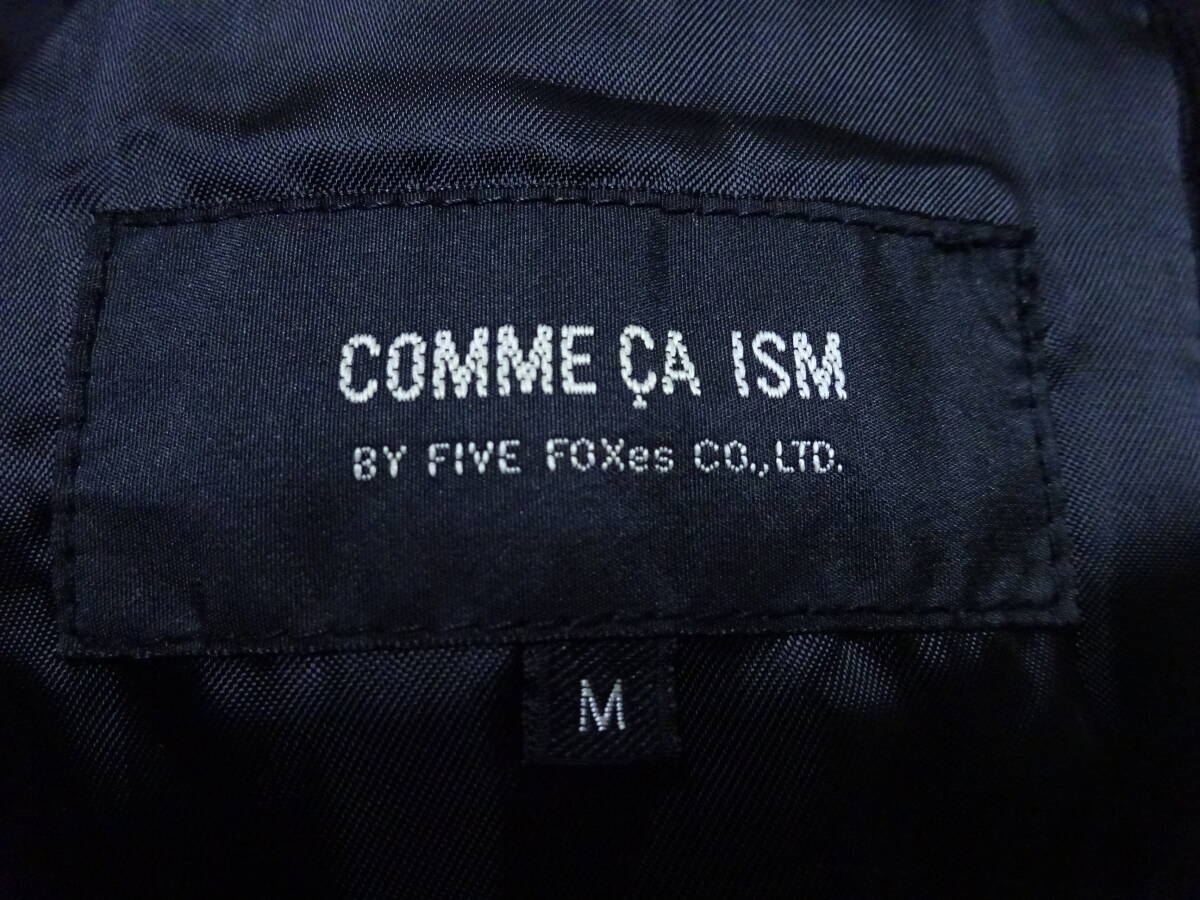 COMME ÇA ISM
BY FIVE FOXes CO.,LTD.
M